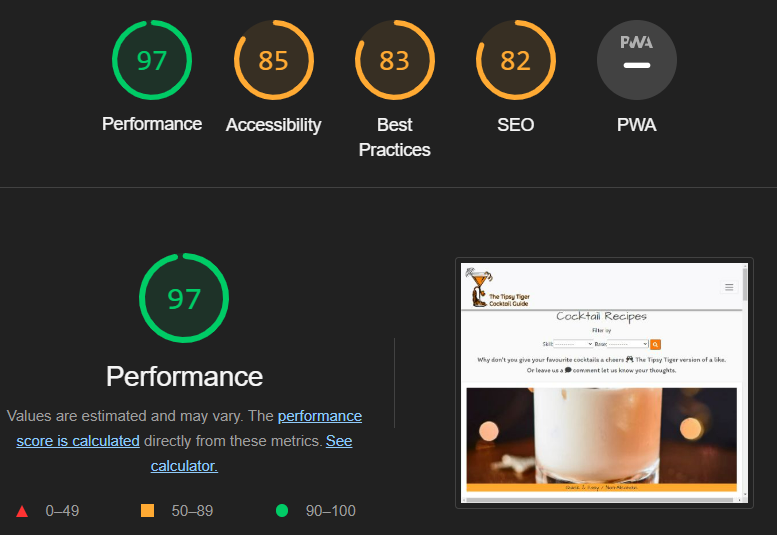 97
85
83
82
PWA
Performance
Accessibility
Best
Practices
SEO
PWA
97
Performance
Values are estimated and may vary. The performance
score is calculated directly from these metrics. See
calculator.
0–49
50–89
90–100
The Tipsy Tiger
Cocktail Guide
Cocktail Recipes
Filter by
Skill: --------- Base: ---------
Why don't you give your favourite cocktails a cheers The Tipsy Tiger version of a like.
Or leave us a comment let us know your thoughts.
Quick & Easy / Non-Alcoholic